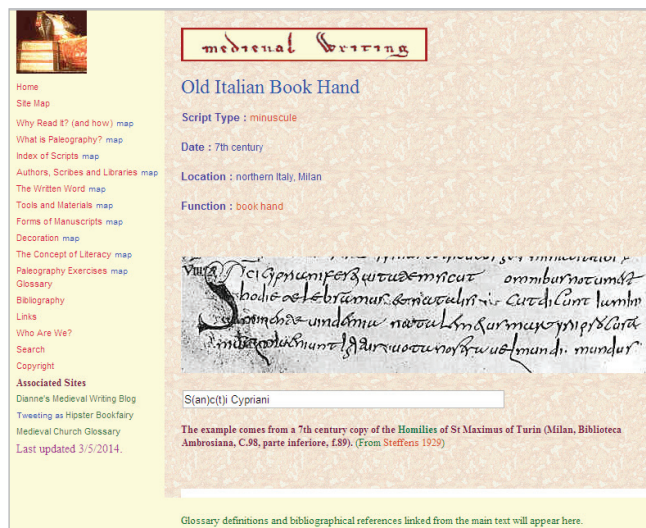 medieval Writing
Home
Site Map
Why Read It? (and how) map
What is Paleography? map
Index of Scripts map
Authors, Scribes and Libraries map
The Written Word map
Tools and Materials map
Forms of Manuscripts map
Decoration map
The Concept of Literacy map
Paleography Exercises map
Glossary
Bibliography
Links
Who Are We?
Search
Copyright
Associated Sites
Dianne's Medieval Writing Blog
Tweeting as Hipster Bookfairy
Medieval Church Glossary
Last updated 3/5/2014.
Old Italian Book Hand
Script Type : minuscule
Date : 7th century
Location : northern Italy, Milan
Function : book hand
S(an)c(t)i Cypriani
The example comes from a 7th century copy of the Homilies of St Maximus of Turin (Milan, Biblioteca
Ambrosiana, C.98, parte inferiore, f.89). (From Steffens 1929)
Glossary definitions and bibliographical references linked from the main text will appear here.